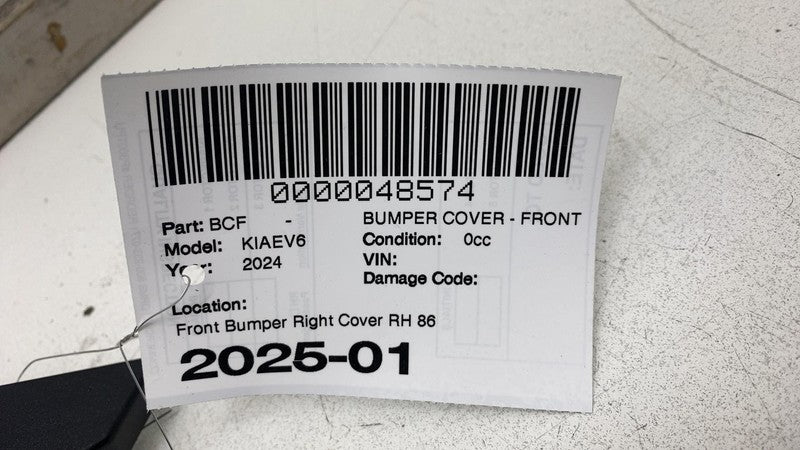 0000048574
Part: BCF - BUMPER COVER - FRONT
Model: KIAEV6 Condition: 0cc
Year: 2024 VIN:
Damage Code:
Location:
Front Bumper Right Cover RH 86
2025-01